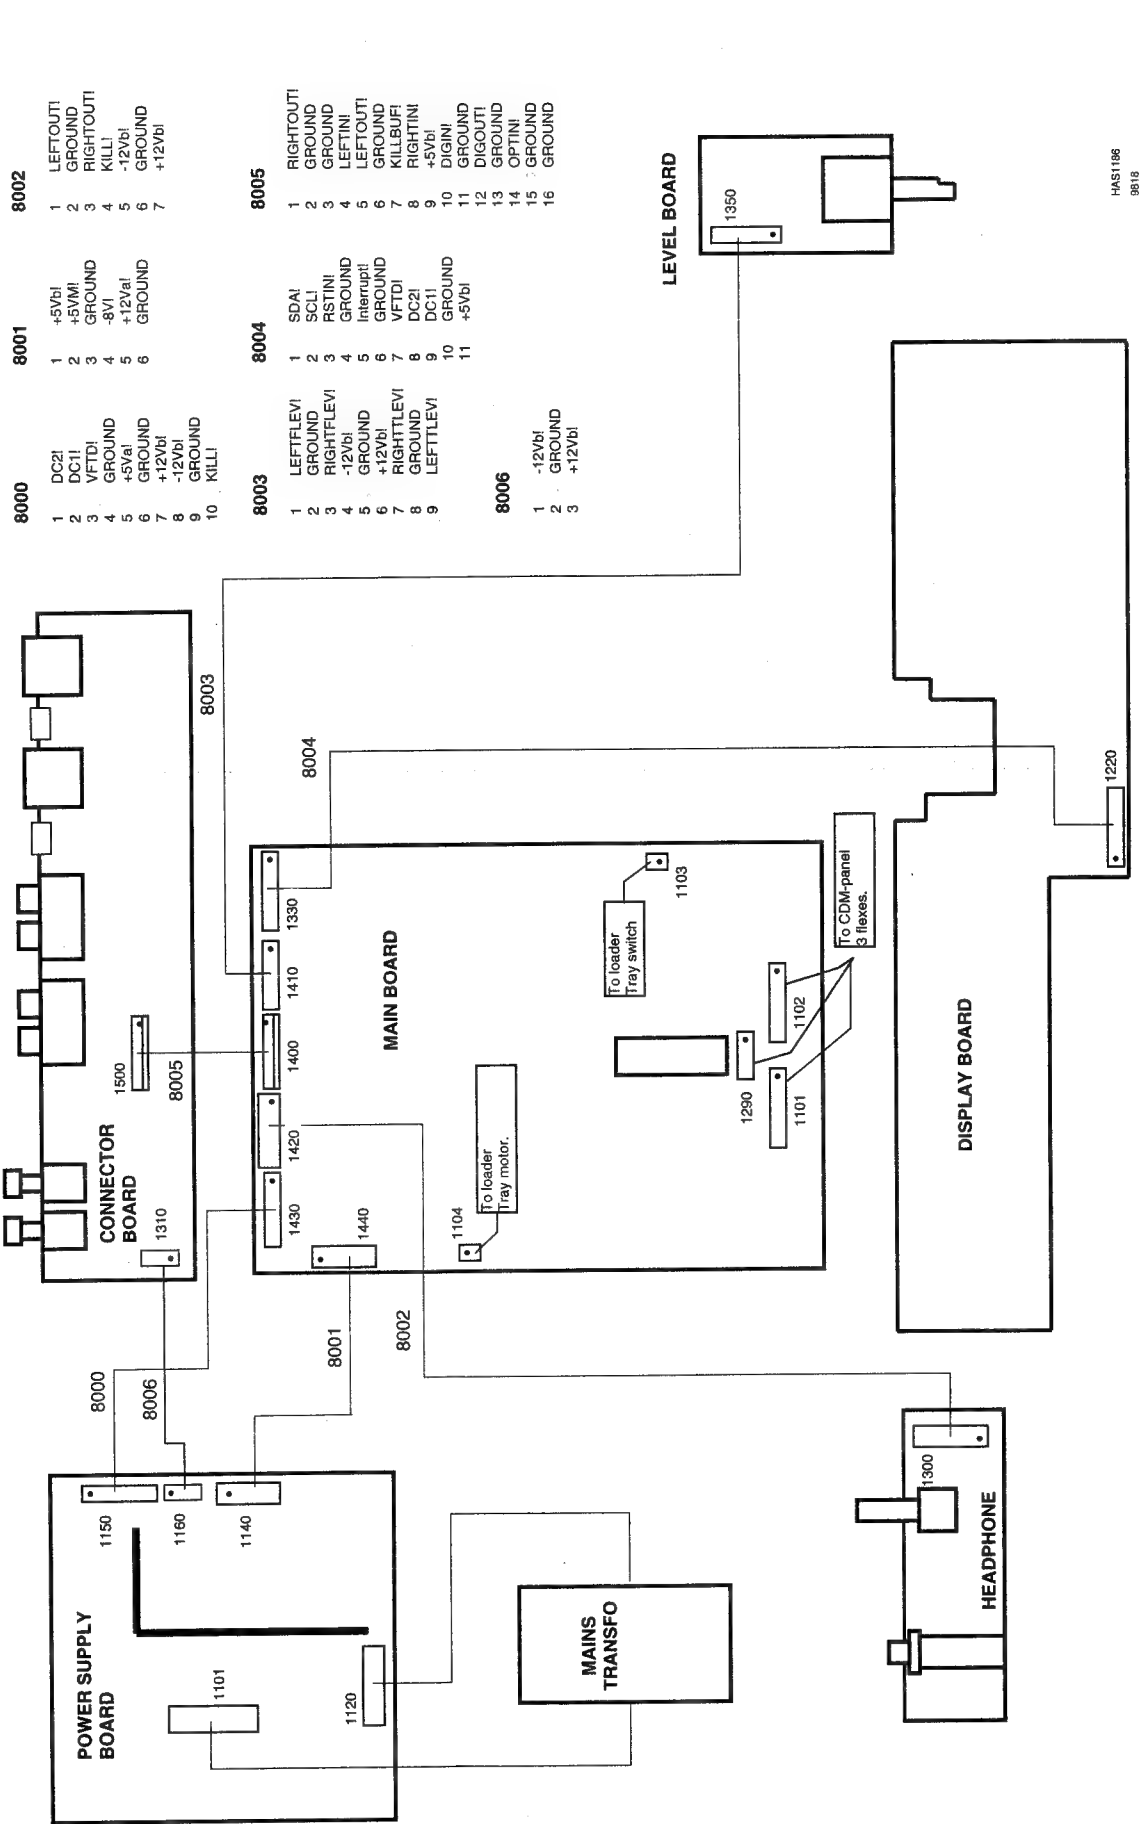 8000
1 DC2!
2 DC1!
3 VFTD!
4 GROUND
5 +5Va!
6 GROUND
7 +12Vb!
8 -12Vb!
9 GROUND
10 KILL!
8001
1 +5Vb!
2 +5VM!
3 GROUND
4 -8V!
5 +12Va!
6 GROUND
8002
1 LEFTOUT!
2 GROUND
3 RIGHTOUT!
4 KILL!
5 -12Vb!
6 GROUND
7 +12Vb!
8003
1 LEFTFLEV!
2 GROUND
3 RIGHTFLEV!
4 -12Vb!
5 GROUND
6 +12Vb!
7 RIGHTTLEV!
8 GROUND
9 LEFTTLEV!
8004
1 SDA!
2 SCL!
3 RSTIN!
4 GROUND
5 Interrupt!
6 GROUND
7 VFTD!
8 DC2!
9 DC1!
10 GROUND
11 +5Vb!
8005
1 RIGHTOUT!
2 GROUND
3 GROUND
4 LEFTIN!
5 LEFTOUT!
6 GROUND
7 KILLBUF!
8 RIGHTIN!
9 +5Vb!
10 DIGIN!
11 GROUND
12 DIGOUT!
13 GROUND
14 OPTIN!
15 GROUND
16 GROUND
8006
1 -12Vb!
2 GROUND
3 +12Vb!
CONNECTOR
BOARD
1310
1500
8005
8003
8004
8000
8006
8001
8002
POWER SUPPLY
BOARD
1150
1160
1140
1101
1120
MAINS
TRANSFO
MAIN BOARD
1430
1420
1400
1410
1330
1440
1104
To loader
Tray motor.
To loader
Tray switch
1103
1290
1101
1102
To CDM-panel
3 flexes.
LEVEL BOARD
1350
DISPLAY BOARD
1220
HEADPHONE
1300
HAS1186
9818